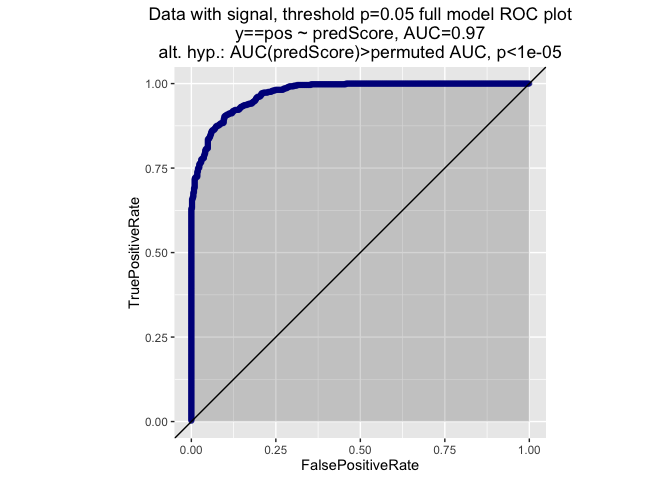 Data with signal, threshold p=0.05 full model ROC plot
y==pos ~ predScore, AUC=0.97
alt. hyp.: AUC(predScore)>permuted AUC, p<1e-05
1.00
0.75
0.50
0.25
0.00
TruePositiveRate
0.00 0.25 0.50 0.75 1.00
FalsePositiveRate